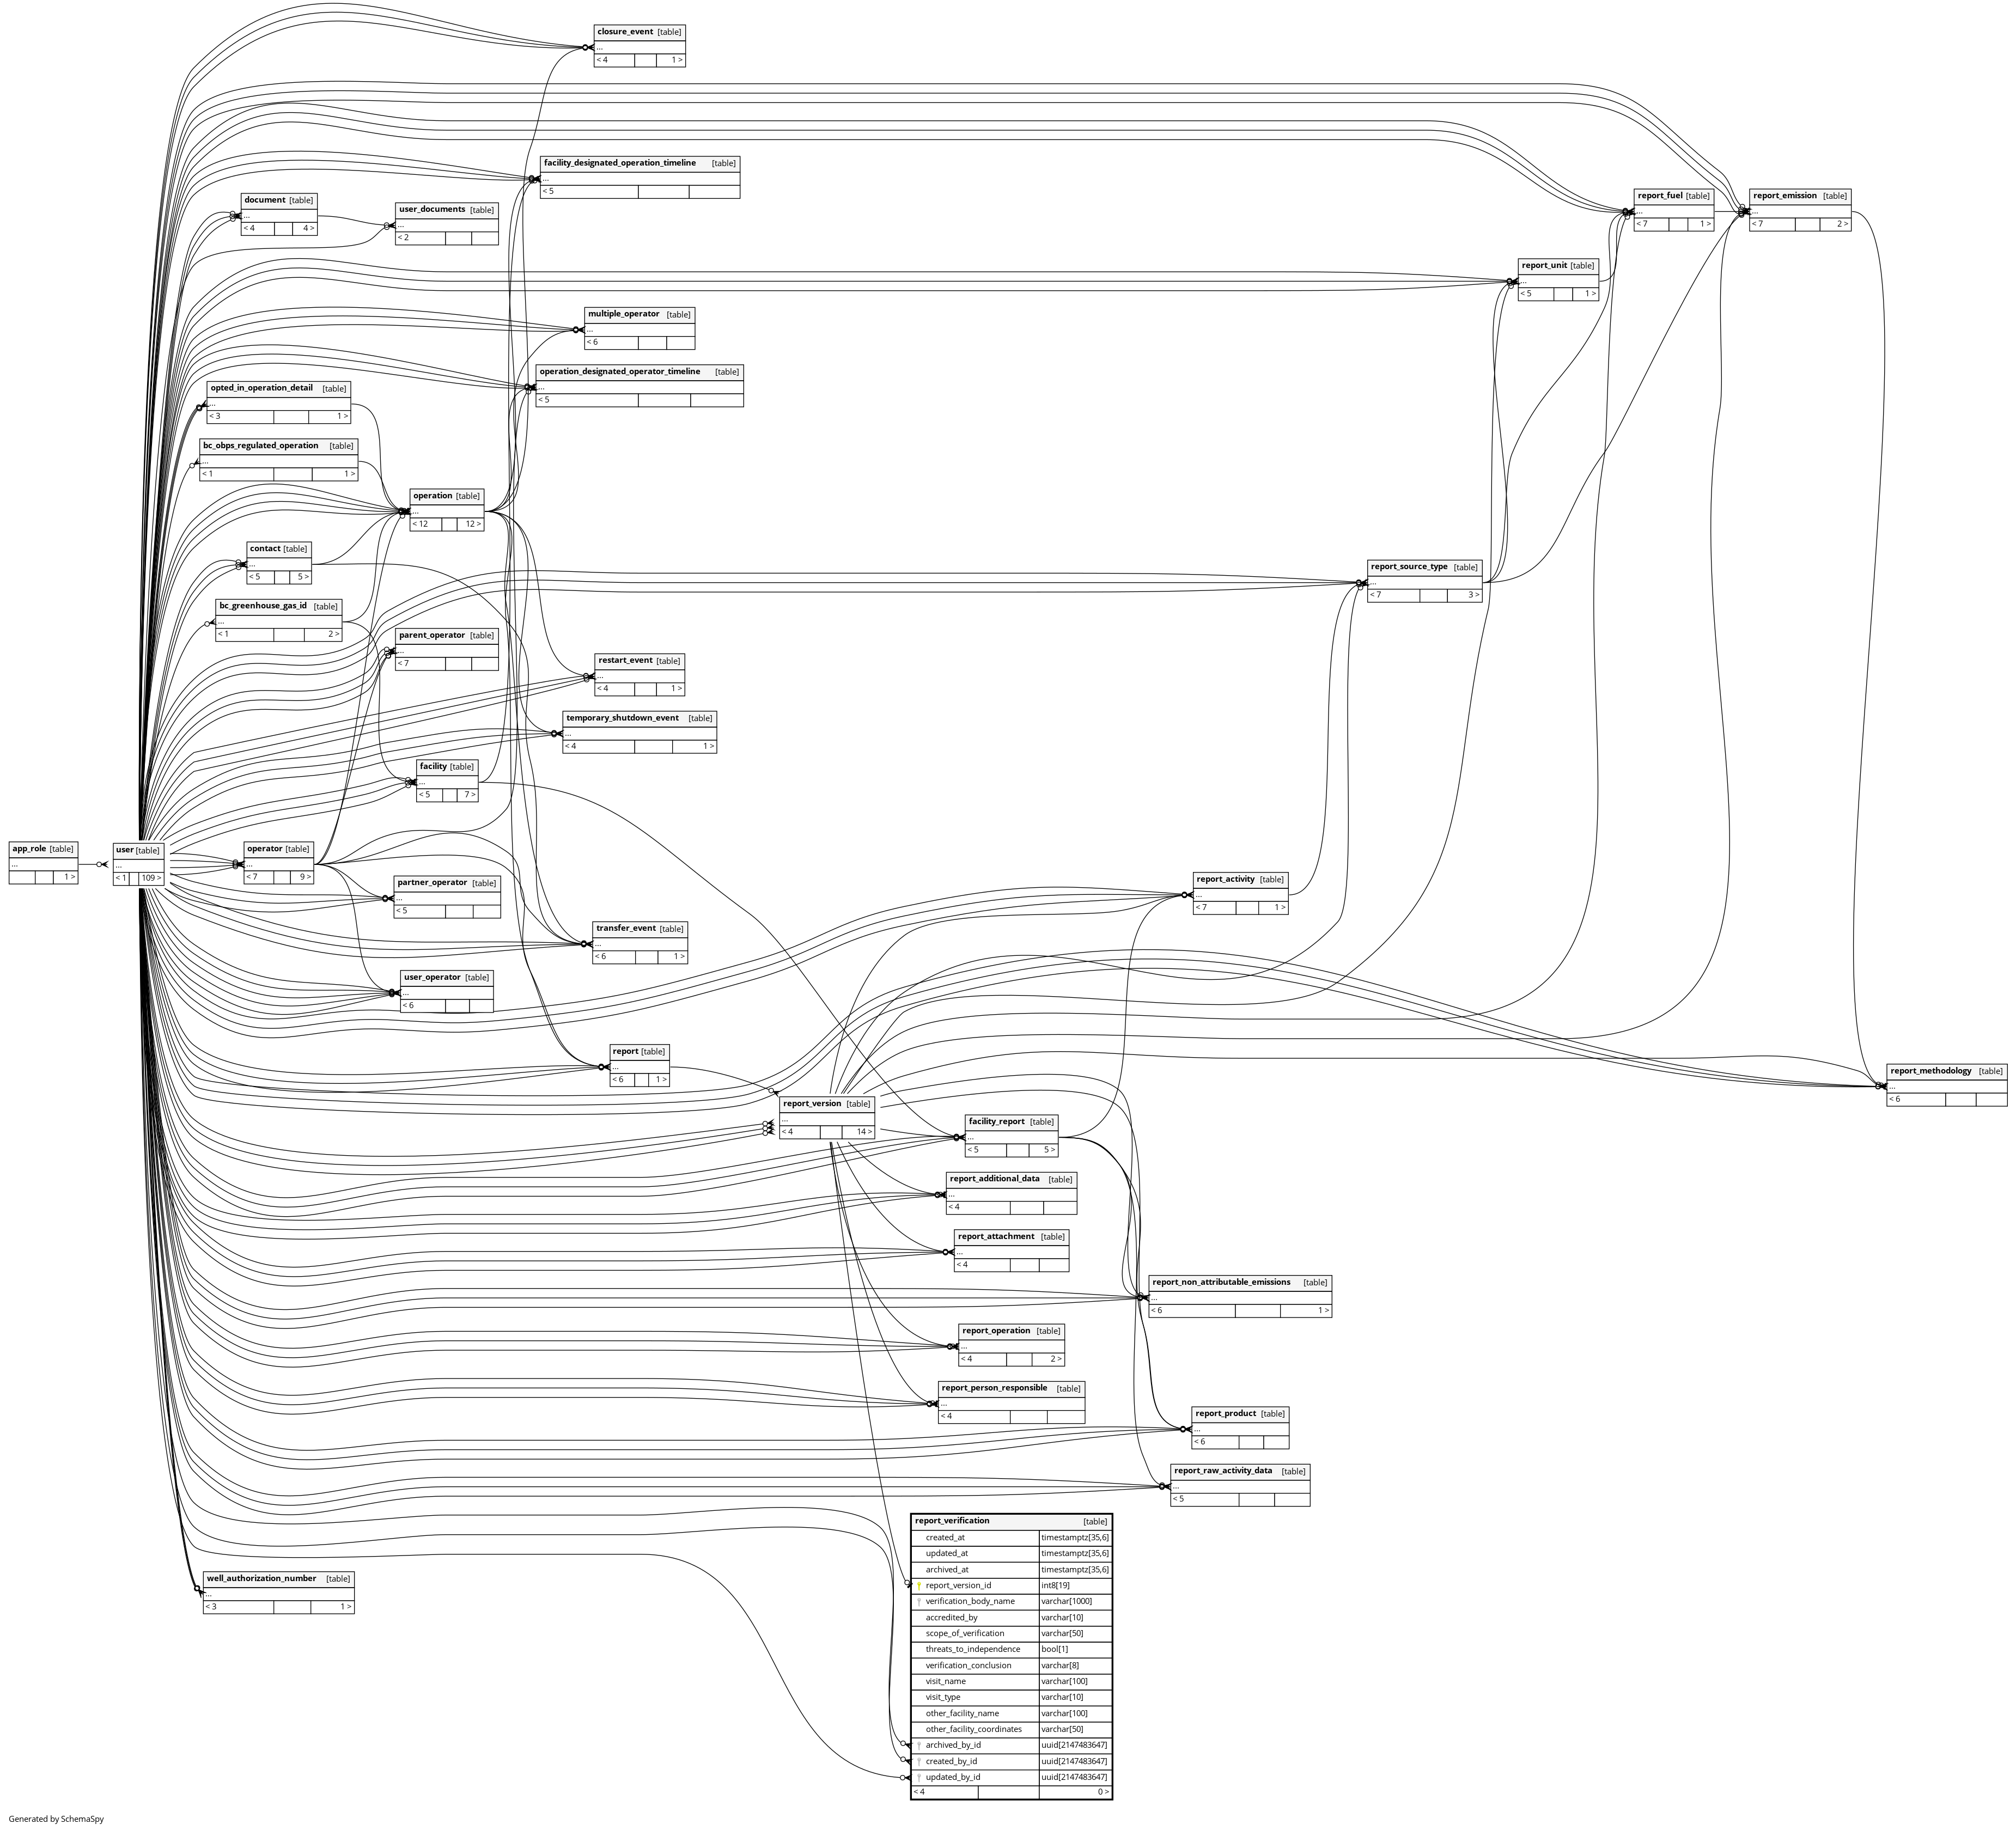 closure_event [table]
...
< 4 1 >
facility_designated_operation_timeline [table]
...
< 5
document [table]
...
< 4 4 >
user_documents [table]
...
< 2
report_fuel [table]
...
< 7 1 >
report_emission [table]
...
< 7 2 >
report_unit [table]
...
< 5 1 >
multiple_operator [table]
...
< 6
operation_designated_operator_timeline [table]
...
< 5
opted_in_operation_detail [table]
...
< 3 1 >
bc_obps_regulated_operation [table]
...
< 1 1 >
operation [table]
...
< 12 12 >
contact [table]
...
< 5 5 >
report_source_type [table]
...
< 7 3 >
bc_greenhouse_gas_id [table]
...
< 1 2 >
parent_operator [table]
...
< 7
restart_event [table]
...
< 4 1 >
temporary_shutdown_event [table]
...
< 4 1 >
facility [table]
...
< 5 7 >
app_role [table]
...
1 >
user [table]
...
< 1 109 >
operator [table]
...
< 7 9 >
partner_operator [table]
...
< 5
report_activity [table]
...
< 7 1 >
transfer_event [table]
...
< 6 1 >
user_operator [table]
...
< 6
report [table]
...
< 6 1 >
report_methodology [table]
...
< 6
report_version [table]
...
< 4 14 >
facility_report [table]
...
< 5 5 >
report_additional_data [table]
...
< 4
report_attachment [table]
...
< 4
report_non_attributable_emissions [table]
...
< 6 1 >
report_operation [table]
...
< 4 2 >
report_person_responsible [table]
...
< 4
report_product [table]
...
< 6
report_raw_activity_data [table]
...
< 5
report_verification [table]
created_at timestamptz[35,6]
updated_at timestamptz[35,6]
archived_at timestamptz[35,6]
report_version_id int8[19]
verification_body_name varchar[1000]
accredited_by varchar[10]
scope_of_verification varchar[50]
threats_to_independence bool[1]
verification_conclusion varchar[8]
visit_name varchar[100]
visit_type varchar[10]
other_facility_name varchar[100]
other_facility_coordinates varchar[50]
archived_by_id uuid[2147483647]
created_by_id uuid[2147483647]
updated_by_id uuid[2147483647]
< 4 0 >
well_authorization_number [table]
...
< 3 1 >
Generated by SchemaSpy